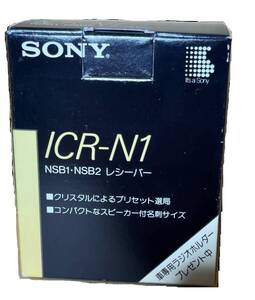 SONY
It's a Sony
ICR-N1
NSB1・NSB2 レシーバー
■クリスタルによるプリセット選局
■コンパクトなスピーカー付名刺サイズ
車専用ラジオホルダー
プレゼント中